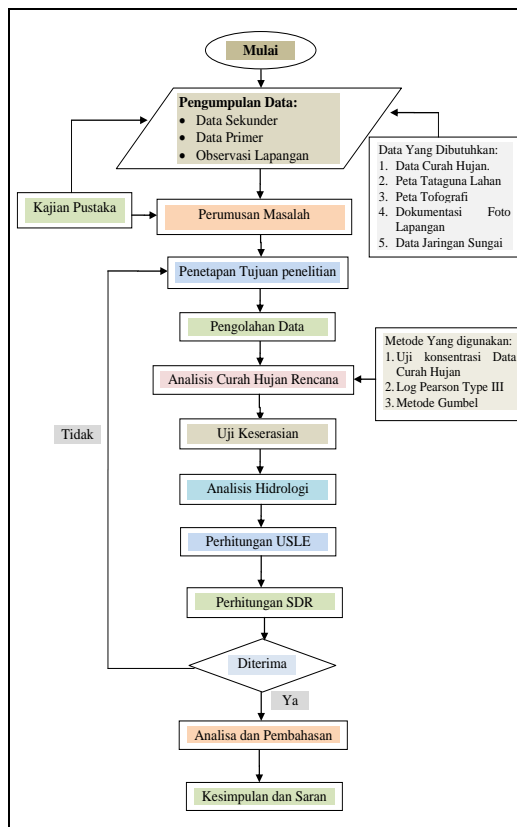 Mulai
Pengumpulan Data:
• Data Sekunder
• Data Primer
• Observasi Lapangan
Data Yang Dibutuhkan:
1. Data Curah Hujan.
2. Peta Tataguna Lahan
3. Peta Tofografi
4. Dokumentasi Foto
Lapangan
5. Data Jaringan Sungai
Kajian Pustaka
Perumusan Masalah
Penetapan Tujuan penelitian
Pengolahan Data
Metode Yang digunakan:
1. Uji konsentrasi Data
Curah Hujan
2. Log Pearson Type III
3. Metode Gumbel
Analisis Curah Hujan Rencana
Uji Keserasian
Tidak
Analisis Hidrologi
Perhitungan USLE
Perhitungan SDR
Diterima
Ya
Analisa dan Pembahasan
Kesimpulan dan Saran